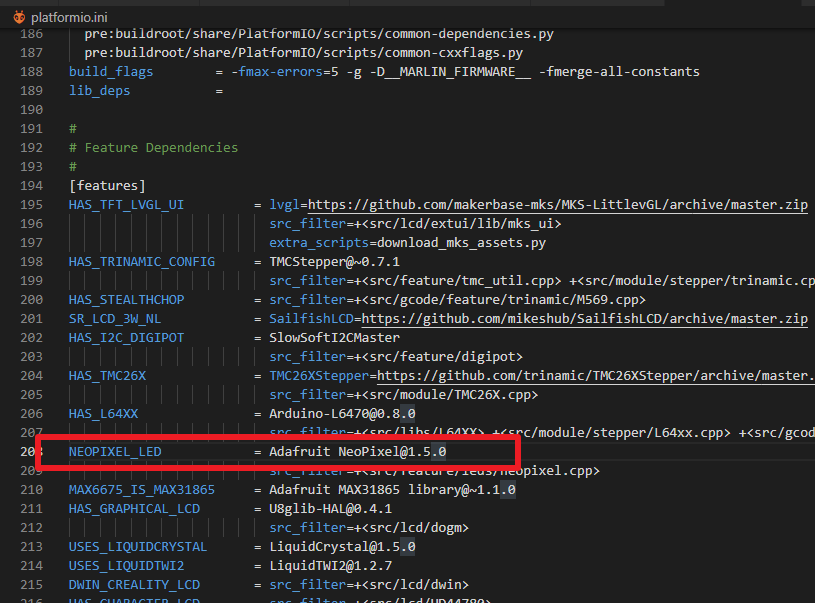 platformio.ini
186 pre:buildroot/share/PlatformIO/scripts/common-dependencies.py
187 pre:buildroot/share/PlatformIO/scripts/common-cxxflags.py
188 build_flags = -fmax-errors=5 -g -D__MARLIN_FIRMWARE__ -fmerge-all-constants
189 lib_deps =
190
191 #
192 # Feature Dependencies
193 #
194 [features]
195 HAS_TFT_LVGL_UI = lvgl=https://github.com/makerbase-mks/MKS-LittlevGL/archive/master.zip
196 src_filter=+<src/lcd/extui/lib/mks_ui>
197 extra_scripts=download_mks_assets.py
198 HAS_TRINAMIC_CONFIG = TMCStepper@~0.7.1
199 src_filter=+<src/feature/tmc_util.cpp> +<src/module/stepper/trinamic.cp
200 HAS_STEALTHCHOP = src_filter=+<src/gcode/feature/trinamic/M569.cpp>
201 SR_LCD_3W_NL = SailfishLCD=https://github.com/mikeshub/SailfishLCD/archive/master.zip
202 HAS_I2C_DIGIPOT = SlowSoftI2CMaster
203 src_filter=+<src/feature/digipot>
204 HAS_TMC26X = TMC26XStepper=https://github.com/trinamic/TMC26XStepper/archive/master.
205 src_filter=+<src/module/TMC26X.cpp>
206 HAS_L64XX = Arduino-L6470@0.8.0
207 src_filter=+<src/libs/L64XX> +<src/module/stepper/L64xx.cpp> +<src/gcod
208 NEOPIXEL_LED = Adafruit NeoPixel@1.5.0
209 src_filter=+<src/feature/leds/neopixel.cpp>
210 MAX6675_IS_MAX31865 = Adafruit MAX31865 library@~1.1.0
211 HAS_GRAPHICAL_LCD = U8glib-HAL@0.4.1
212 src_filter=+<src/lcd/dogm>
213 USES_LIQUIDCRYSTAL = LiquidCrystal@1.5.0
214 USES_LIQUIDTWI2 = LiquidTWI2@1.2.7
215 DWIN_CREALITY_LCD = src_filter=+<src/lcd/dwin>
216 HAS_CHARACTER_LCD = src_filter=+<src/lcd/HD44780>